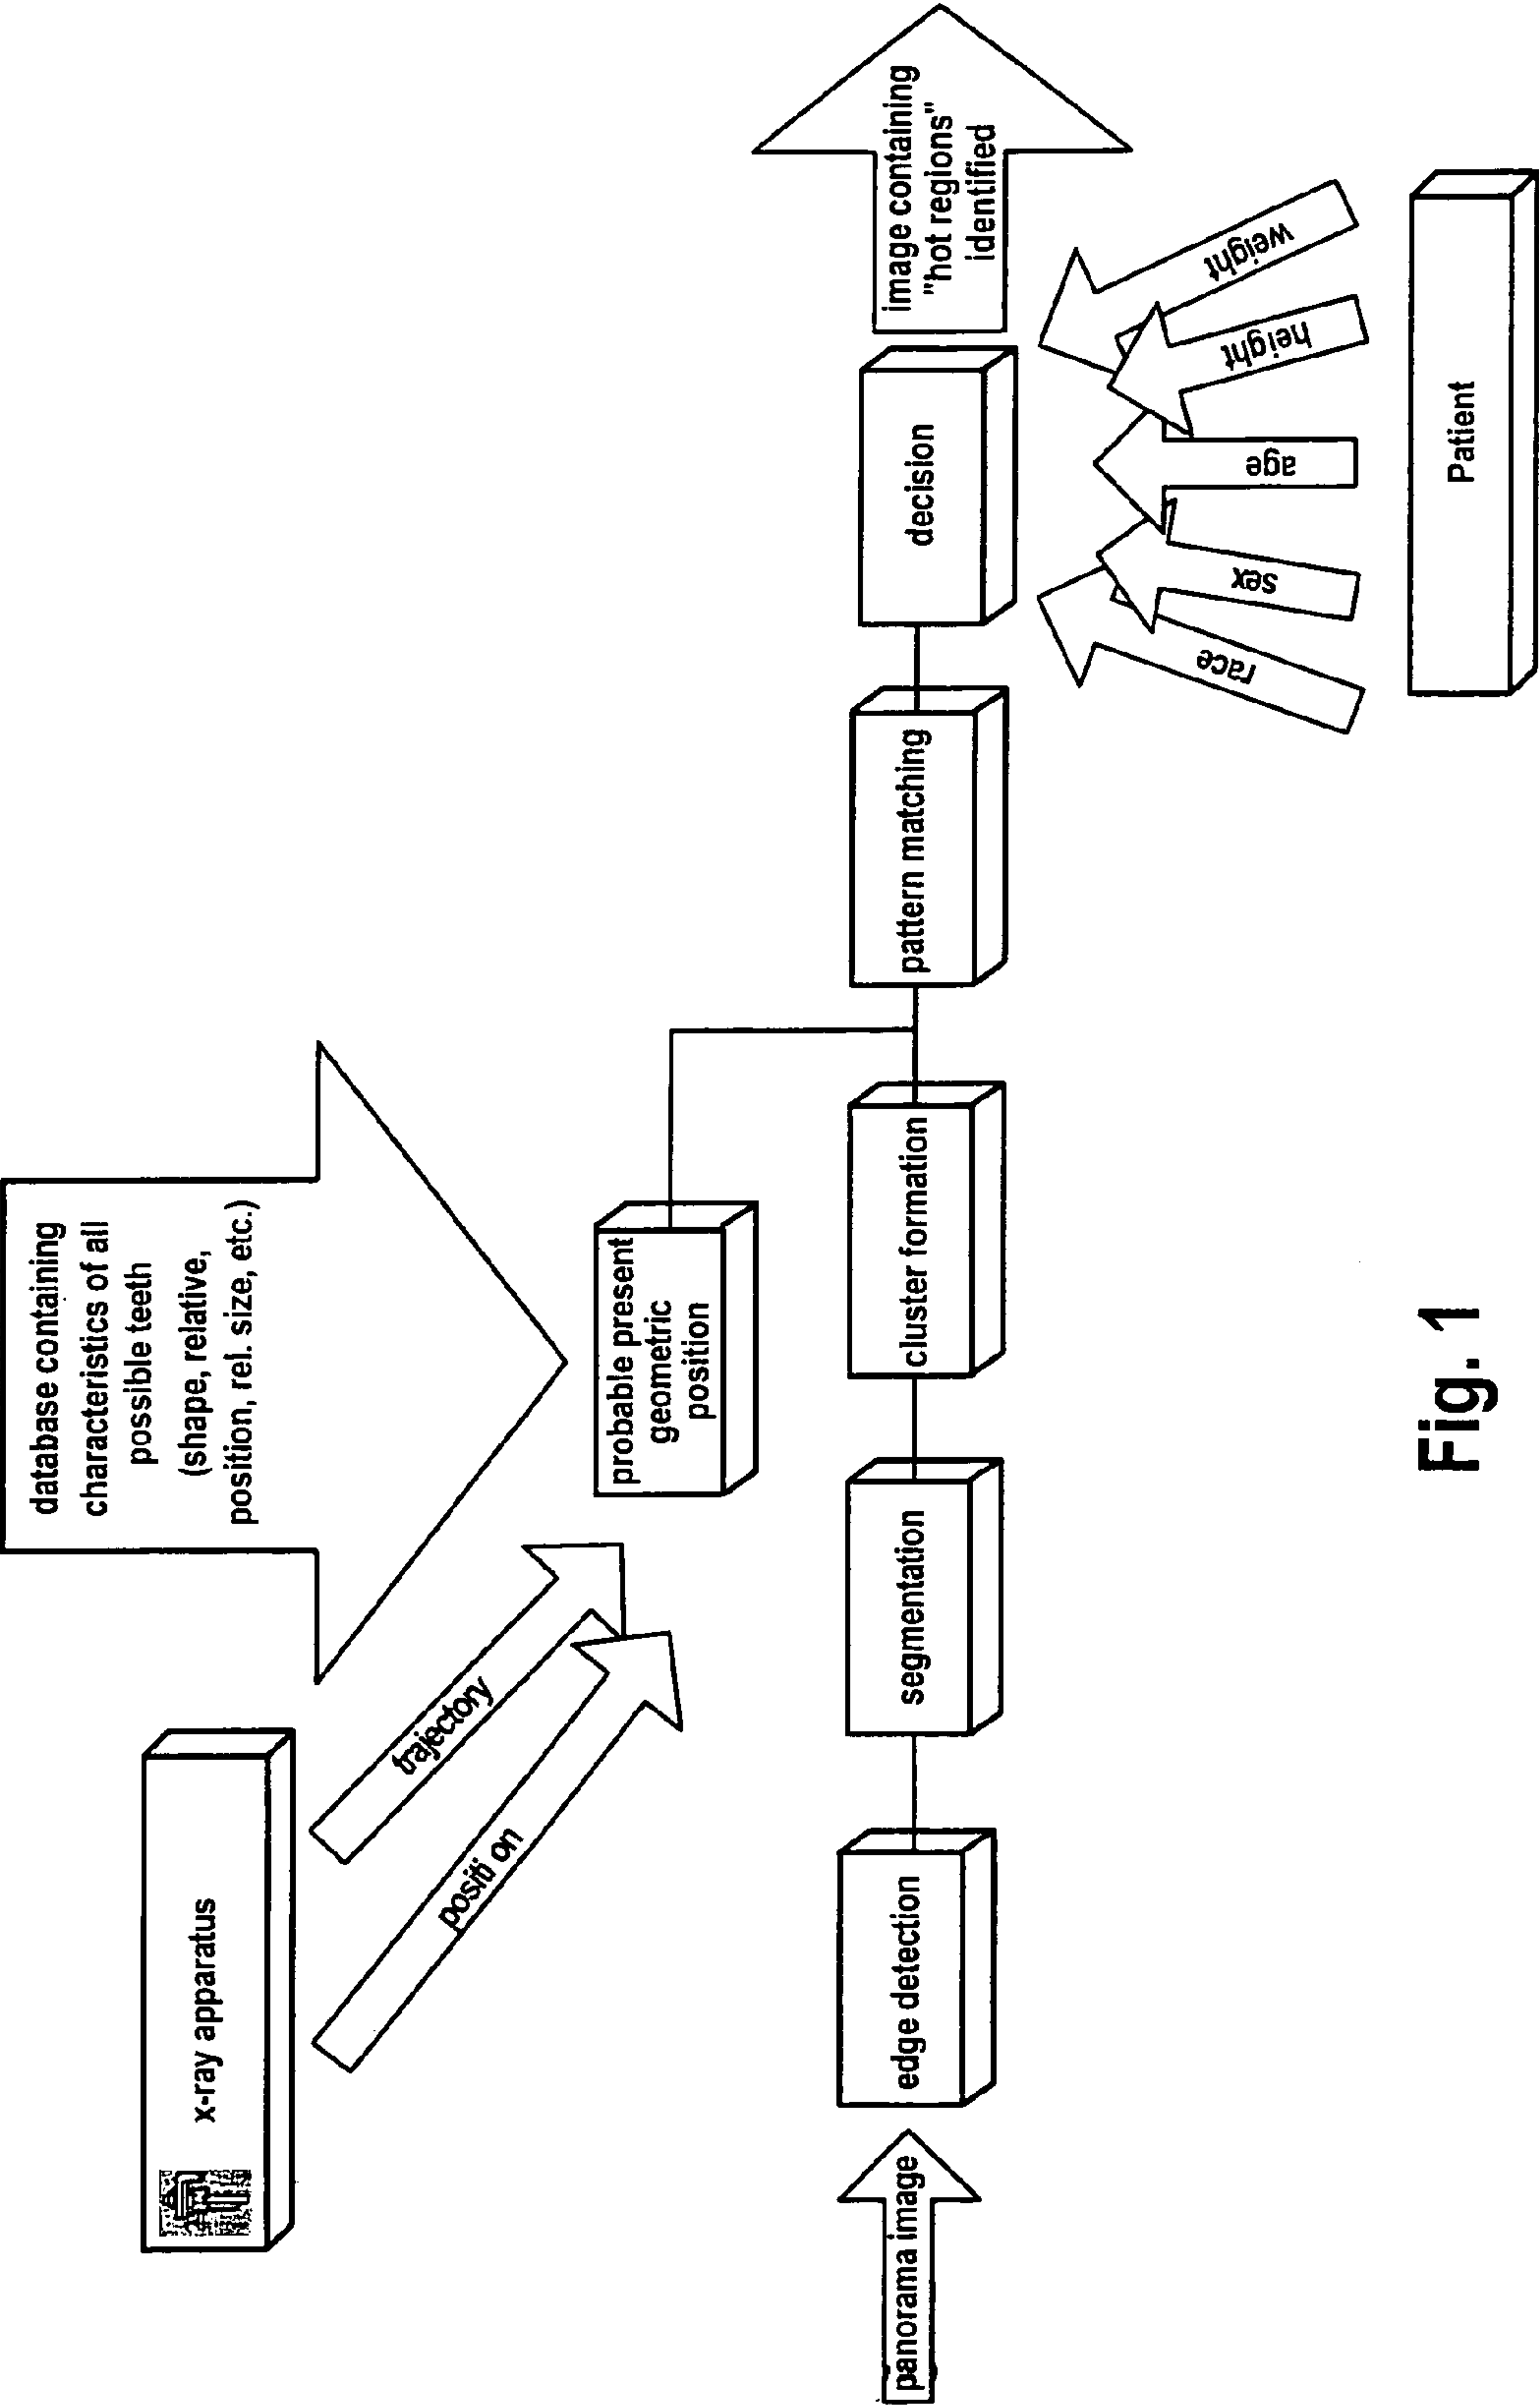 database containing
characteristics of all
possible teeth
(shape, relative,
position, rel. size, etc.)
x-ray apparatus
trajectory
positi on
probable present
geometric
position
panorama image
edge detection
segmentation
cluster formation
pattern matching
decision
image containing
"hot regions"
identified
race
sex
age
height
weight
Patient
Fig. 1